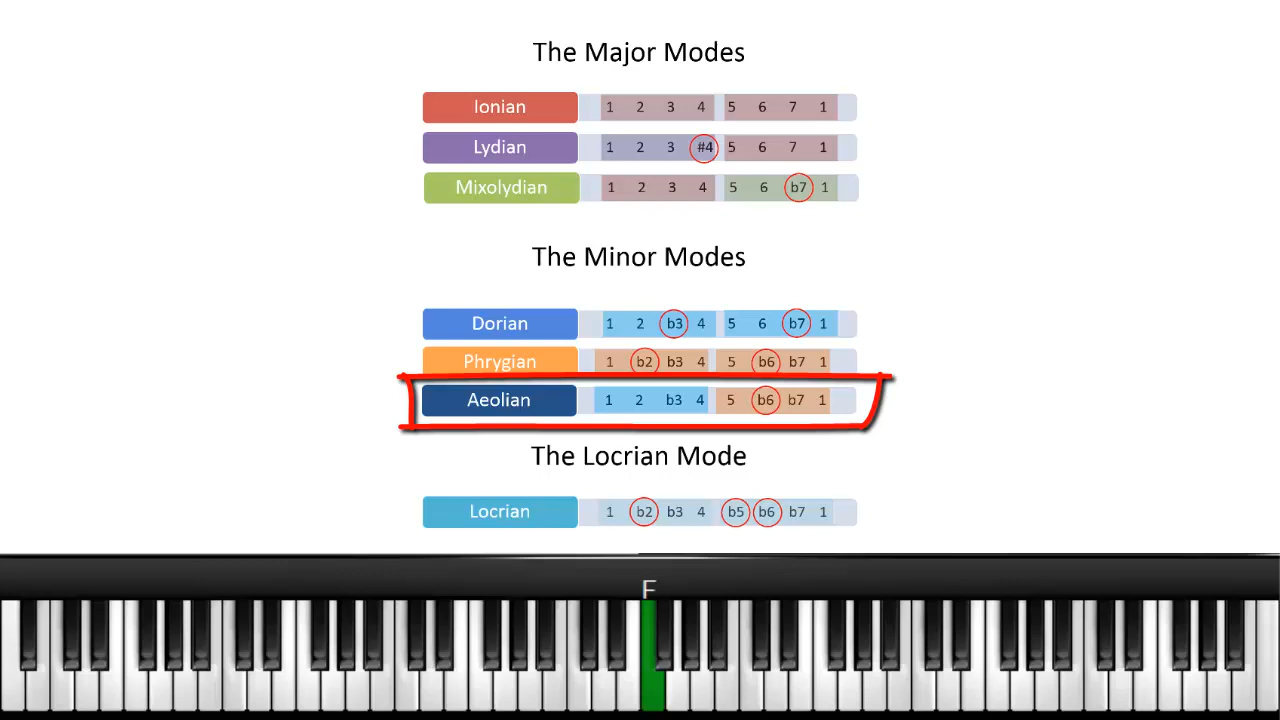 The Major Modes
Ionian 1 2 3 4 5 6 7 1
Lydian 1 2 3 #4 5 6 7 1
Mixolydian 1 2 3 4 5 6 b7 1
The Minor Modes
Dorian 1 2 b3 4 5 6 b7 1
Phrygian 1 b2 b3 4 5 b6 b7 1
Aeolian 1 2 b3 4 5 b6 b7 1
The Locrian Mode
Locrian 1 b2 b3 4 b5 b6 b7 1
F